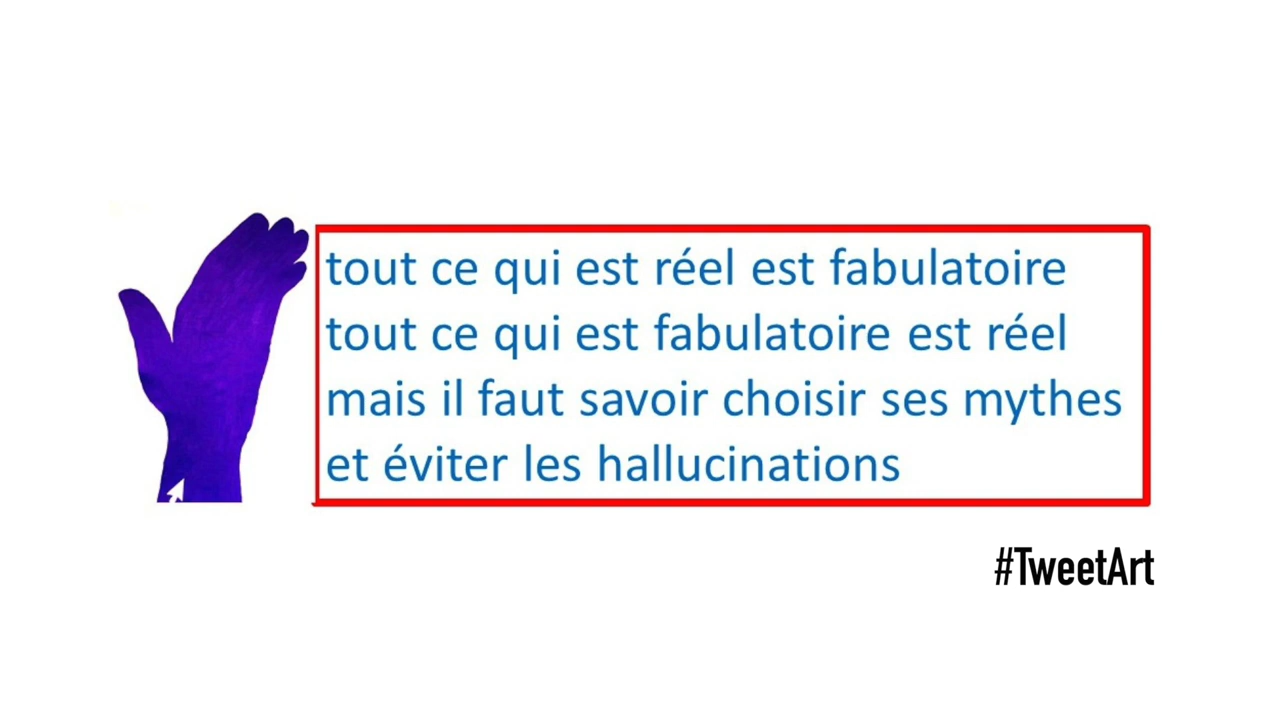 tout ce qui est réel est fabulatoire
tout ce qui est fabulatoire est réel
mais il faut savoir choisir ses mythes
et éviter les hallucinations
#TweetArt